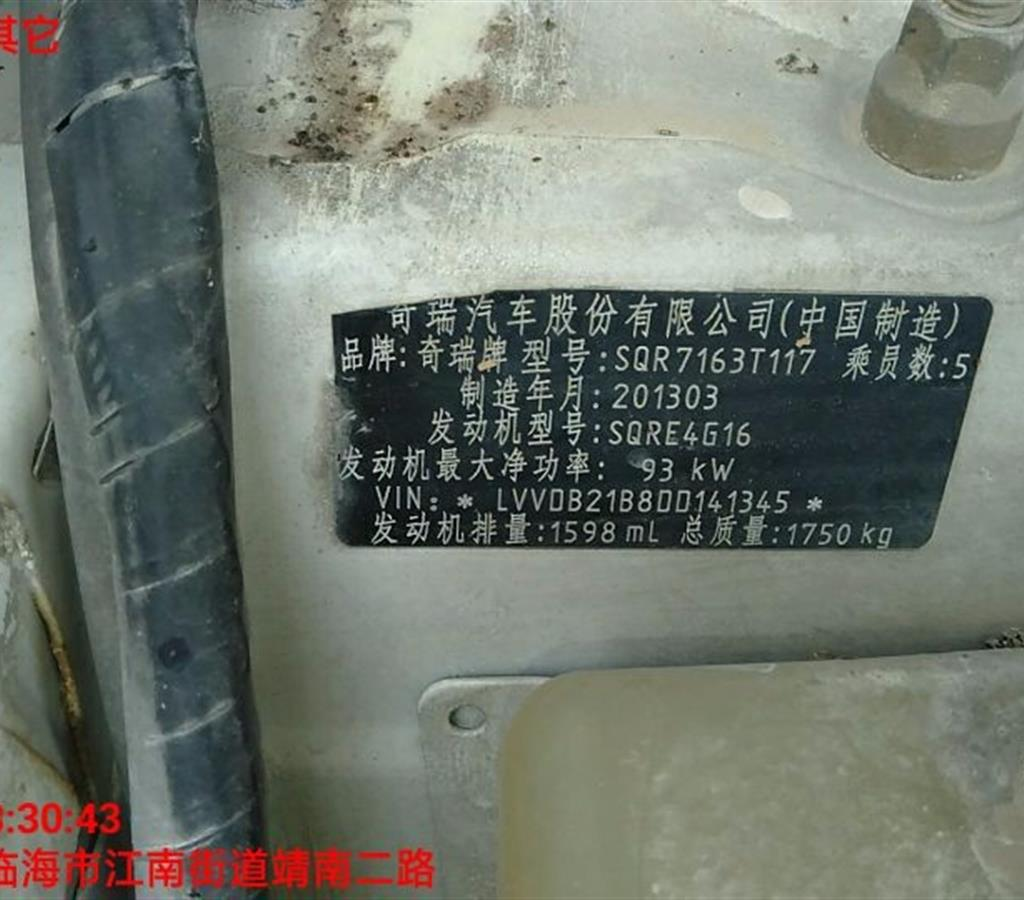 其它
奇瑞汽车股份有限公司(中国制造)
品牌:奇瑞牌 型号:SQR7163T117 乘员数:5
制造年月:201303
发动机型号:SQRE4G16
发动机最大净功率: 93 kW
VIN: * LVVDB21B8DD141345 *
发动机排量:1598 mL 总质量:1750 kg
:30:43
临海市江南街道靖南二路